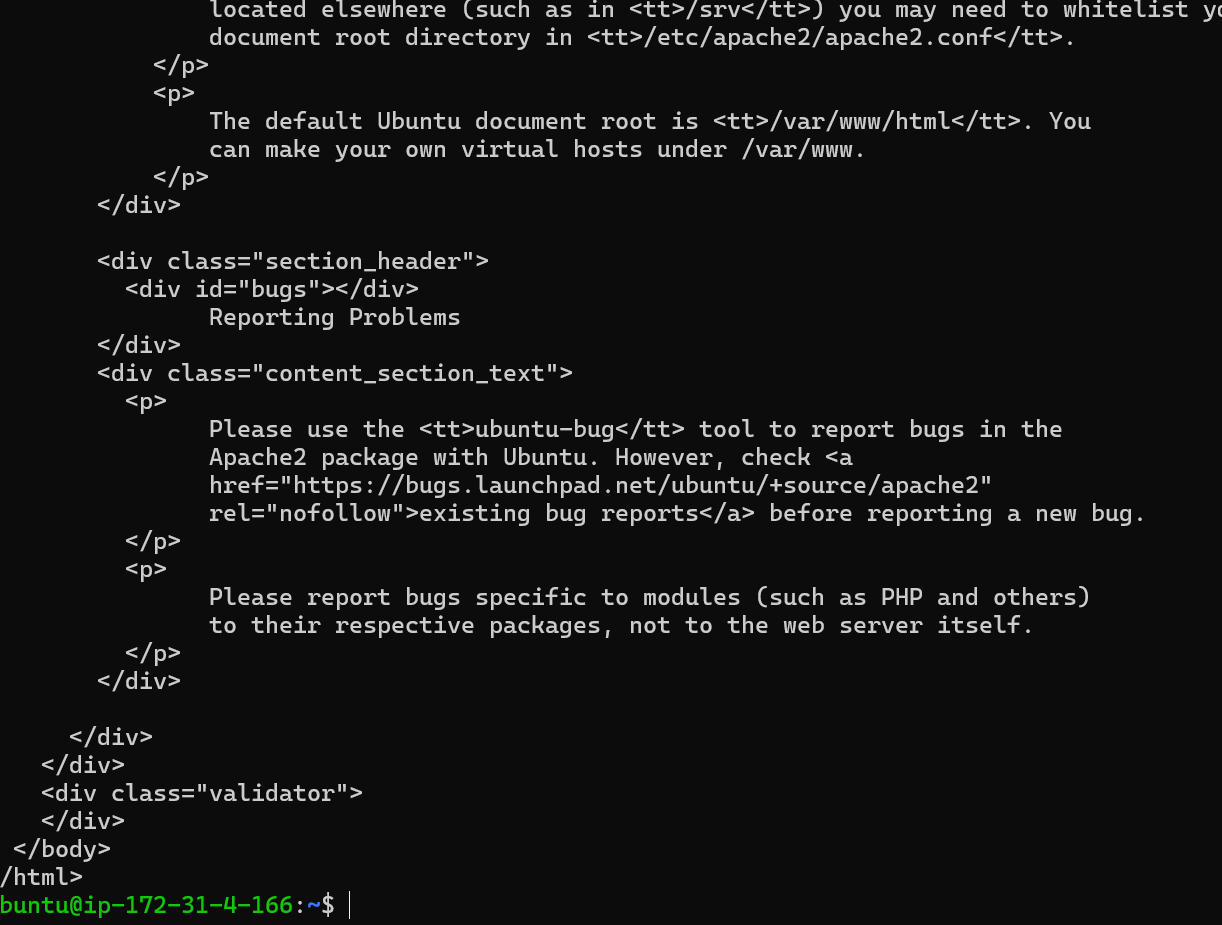 located elsewhere (such as in <tt>/srv</tt>) you may need to whitelist yo
document root directory in <tt>/etc/apache2/apache2.conf</tt>.
</p>
<p>
The default Ubuntu document root is <tt>/var/www/html</tt>. You
can make your own virtual hosts under /var/www.
</p>
</div>
<div class="section_header">
<div id="bugs"></div>
Reporting Problems
</div>
<div class="content_section_text">
<p>
Please use the <tt>ubuntu-bug</tt> tool to report bugs in the
Apache2 package with Ubuntu. However, check <a
href="https://bugs.launchpad.net/ubuntu/+source/apache2"
rel="nofollow">existing bug reports</a> before reporting a new bug.
</p>
<p>
Please report bugs specific to modules (such as PHP and others)
to their respective packages, not to the web server itself.
</p>
</div>
</div>
</div>
<div class="validator">
</div>
</body>
/html>
buntu@ip-172-31-4-166:~$